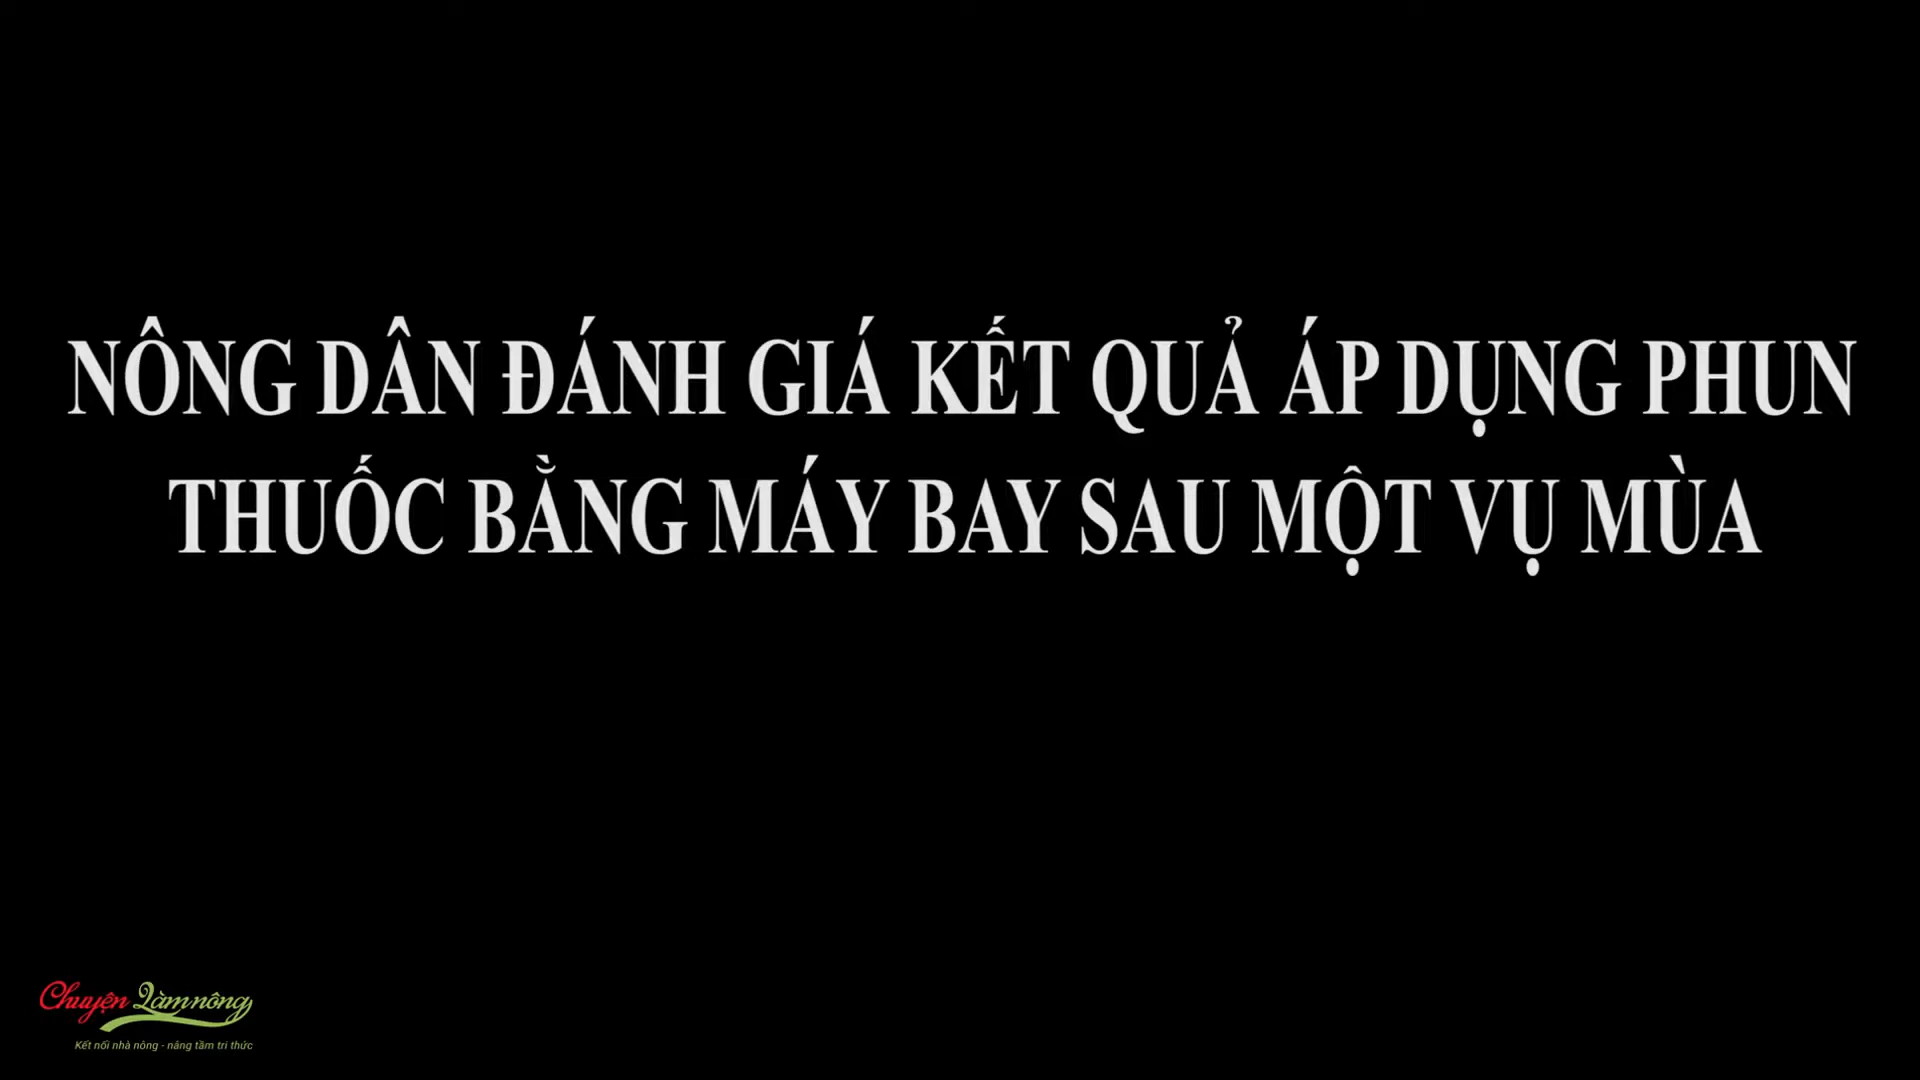 NÔNG DÂN ĐÁNH GIÁ KẾT QUẢ ÁP DỤNG PHUN
THUỐC BẰNG MÁY BAY SAU MỘT VỤ MÙA
Chuyện Làm nông
Kết nối nhà nông - nâng tầm tri thức